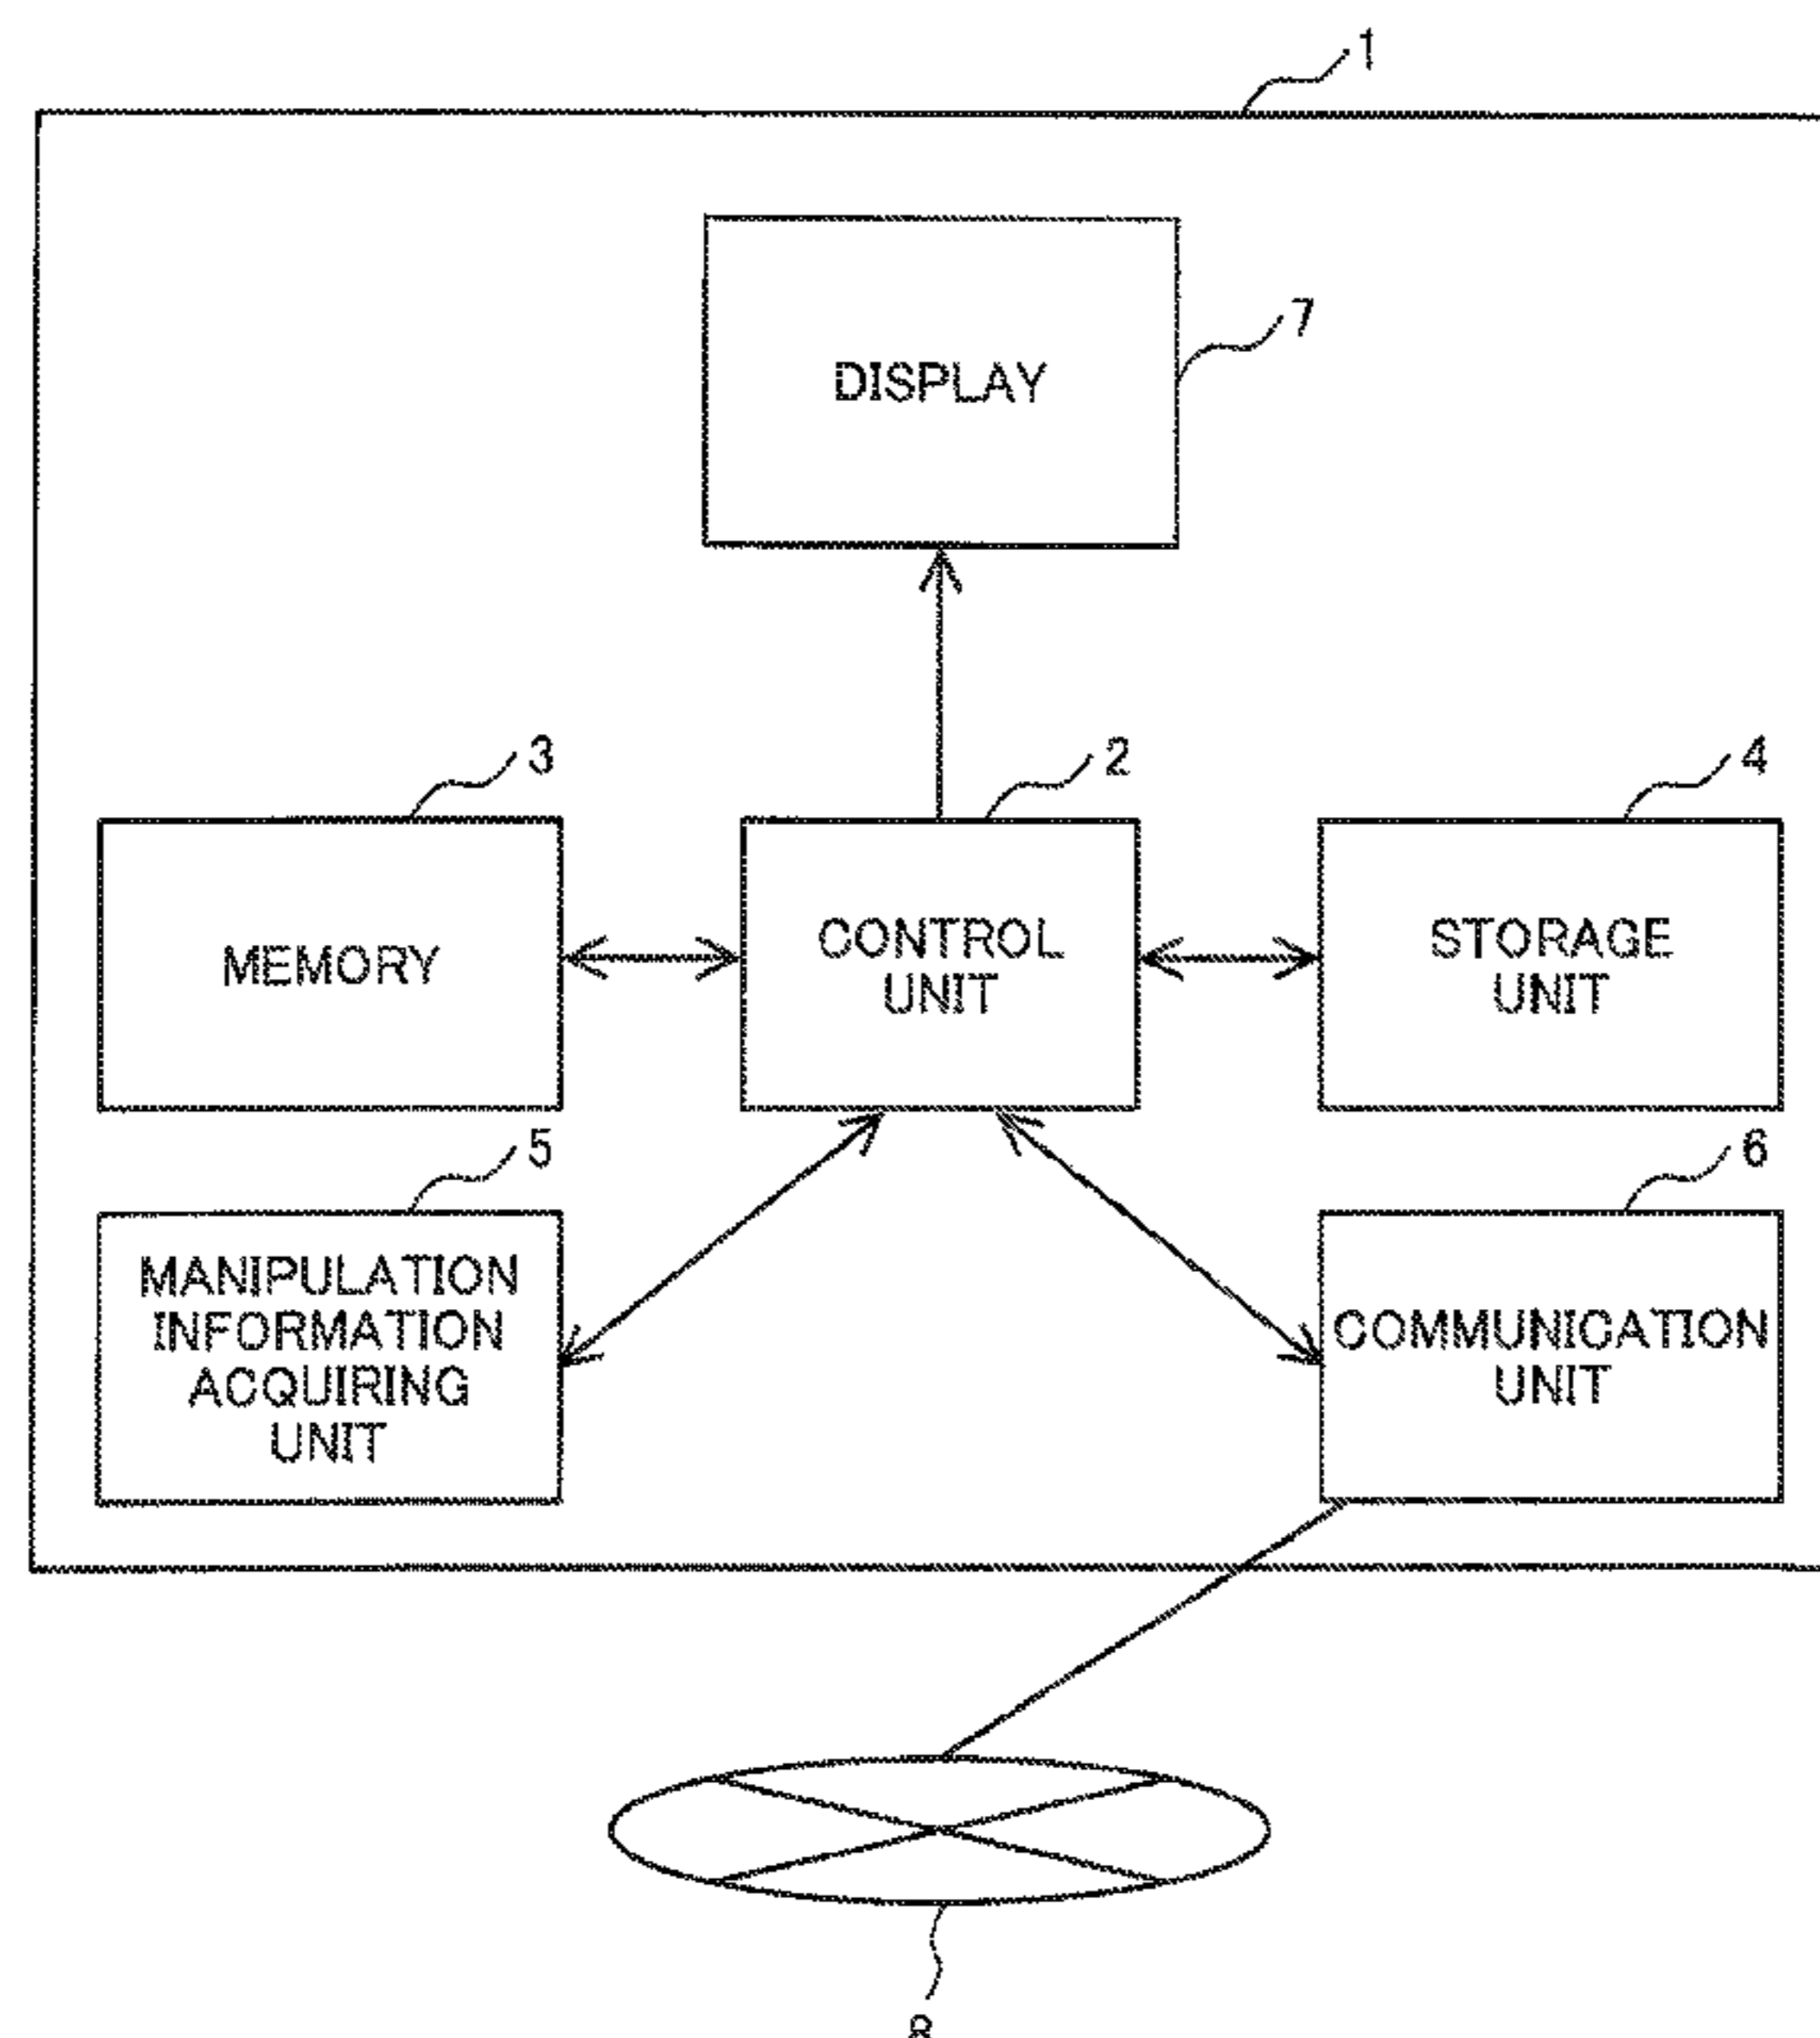 1
DISPLAY
7
3
2
4
MEMORY
CONTROL
UNIT
STORAGE
UNIT
5
6
MANIPULATION
INFORMATION
ACQUIRING
UNIT
COMMUNICATION
UNIT
8